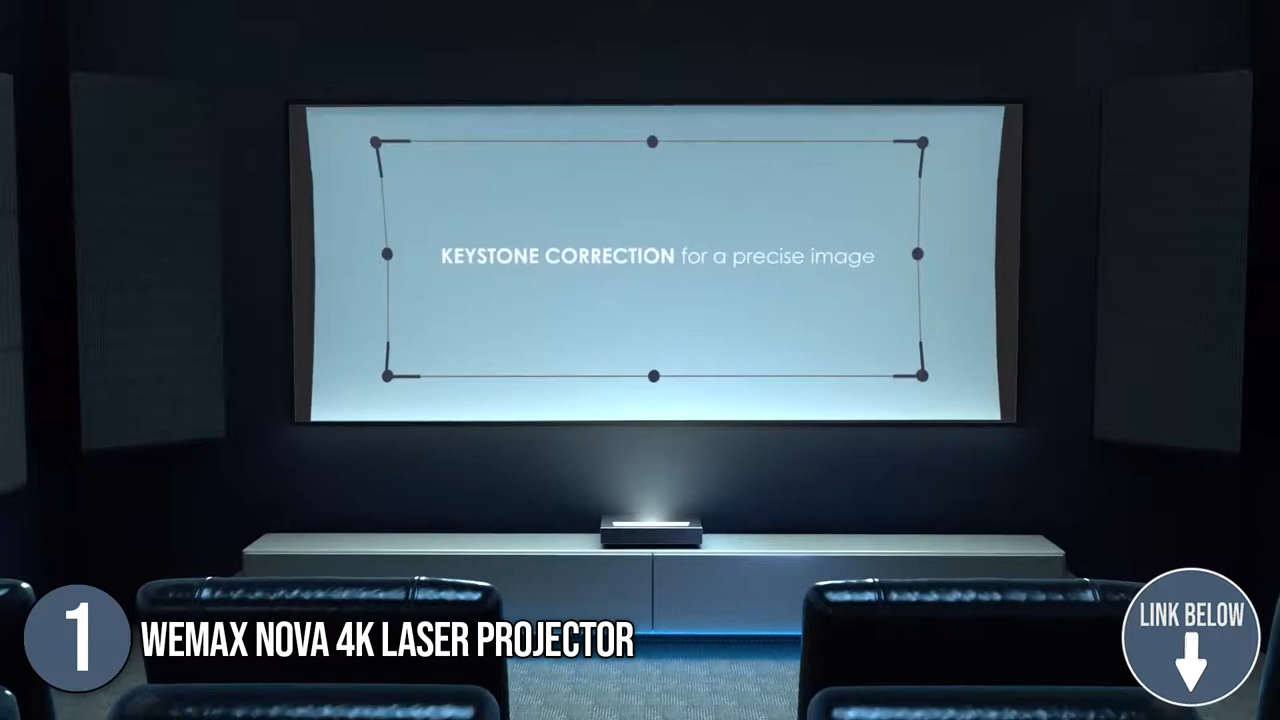 KEYSTONE CORRECTION for a precise image
1
WEMAX NOVA 4K LASER PROJECTOR
LINK BELOW